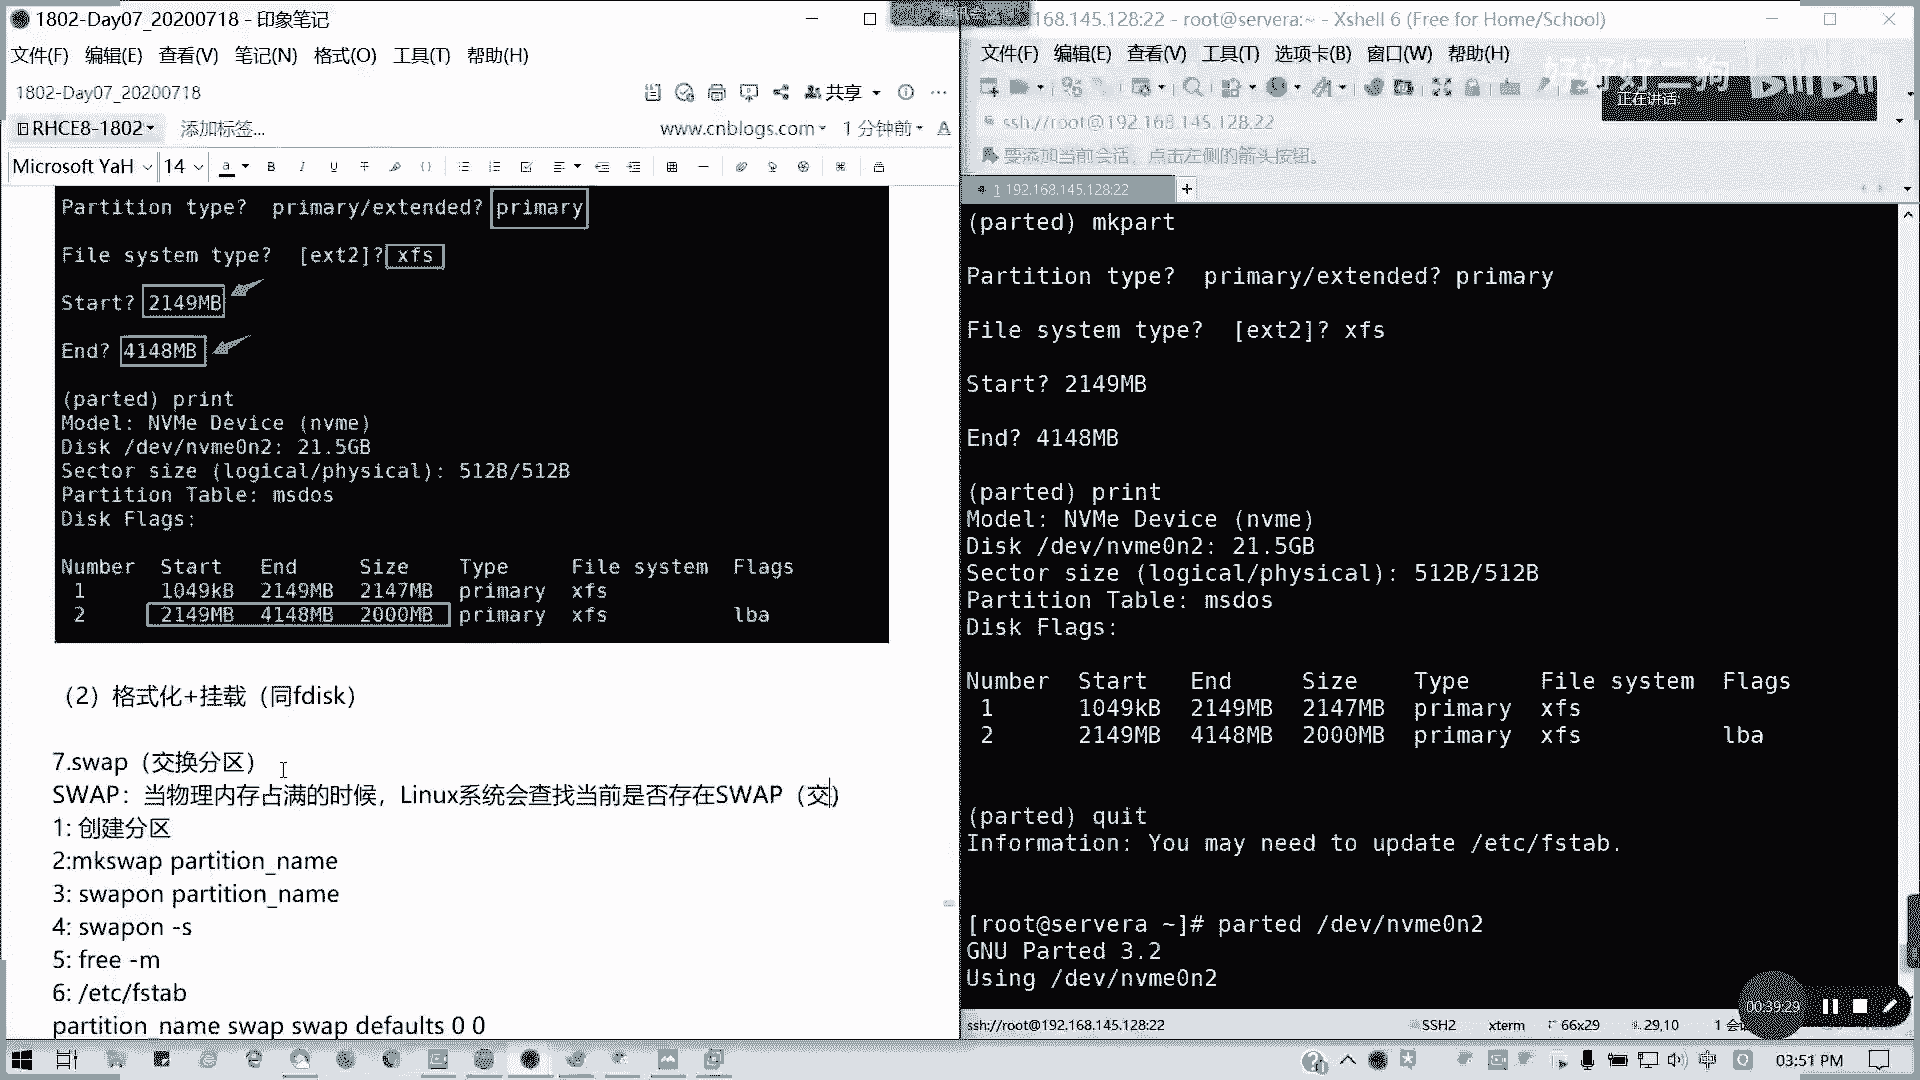 1802-Day07_20200718 - 印象笔记
文件(F) 编辑(E) 查看(V) 笔记(N) 格式(O) 工具(T) 帮助(H)
1802-Day07_20200718
共享
RHCE8-1802
添加标签...
www.cnblogs.com
1 分钟前
Microsoft YaH 14
Partition type? primary/extended? primary
File system type? [ext2]? xfs
Start? 2149MB
End? 4148MB
(parted) print
Model: NVMe Device (nvme)
Disk /dev/nvme0n2: 21.5GB
Sector size (logical/physical): 512B/512B
Partition Table: msdos
Disk Flags:
Number Start End Size Type File system Flags
1 1049kB 2149MB 2147MB primary xfs
2 2149MB 4148MB 2000MB primary xfs lba
（2）格式化+挂载（同fdisk）
7.swap（交换分区）
SWAP：当物理内存占满的时候，Linux系统会查找当前是否存在SWAP（交）
1: 创建分区
2:mkswap partition_name
3: swapon partition_name
4: swapon -s
5: free -m
6: /etc/fstab
partition_name swap swap defaults 0 0
168.145.128:22 - root@servera:~ - Xshell 6 (Free for Home/School)
文件(F) 编辑(E) 查看(V) 工具(T) 选项卡(B) 窗口(W) 帮助(H)
正在讲话:
ssh://root@192.168.145.128:22
要添加当前会话，点击左侧的箭头按钮。
1 192.168.145.128:22
(parted) mkpart
Partition type? primary/extended? primary
File system type? [ext2]? xfs
Start? 2149MB
End? 4148MB
(parted) print
Model: NVMe Device (nvme)
Disk /dev/nvme0n2: 21.5GB
Sector size (logical/physical): 512B/512B
Partition Table: msdos
Disk Flags:
Number Start End Size Type File system Flags
1 1049kB 2149MB 2147MB primary xfs
2 2149MB 4148MB 2000MB primary xfs lba
(parted) quit
Information: You may need to update /etc/fstab.
[root@servera ~]# parted /dev/nvme0n2
GNU Parted 3.2
Using /dev/nvme0n2
00:39:29
ssh://root@192.168.145.128:22 SSH2 xterm 66x29 29,10 1
中
03:51 PM